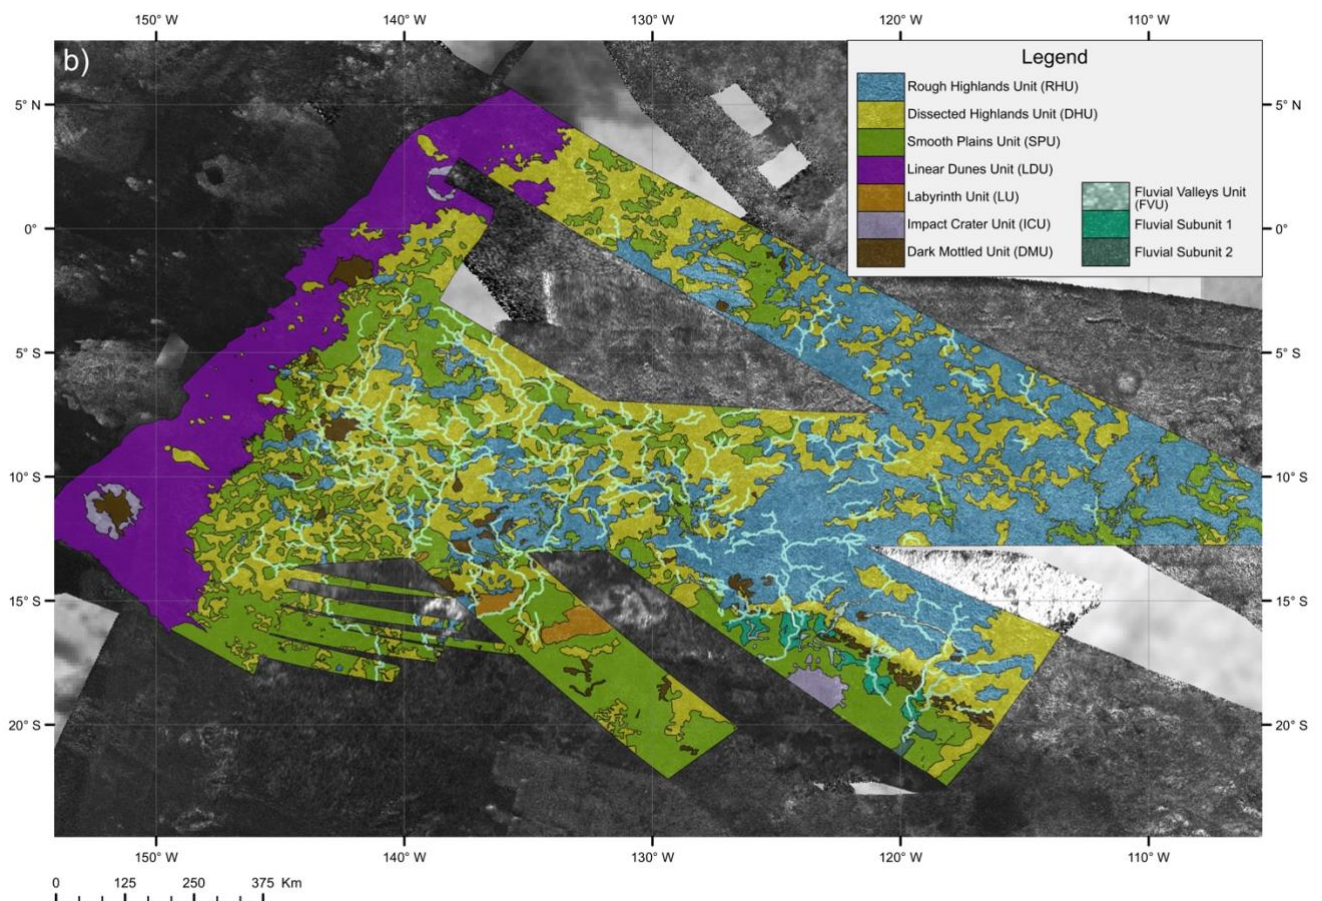 150° W 140° W 130° W 120° W 110° W
b)
Legend
Rough Highlands Unit (RHU)
Dissected Highlands Unit (DHU)
Smooth Plains Unit (SPU)
Linear Dunes Unit (LDU)
Labyrinth Unit (LU)
Impact Crater Unit (ICU)
Dark Mottled Unit (DMU)
Fluvial Valleys Unit
(FVU)
Fluvial Subunit 1
Fluvial Subunit 2
5° N 5° N
0° 0°
5° S 5° S
10° S 10° S
15° S 15° S
20° S 20° S
150° W 140° W 130° W 120° W 110° W
0 125 250 375 Km